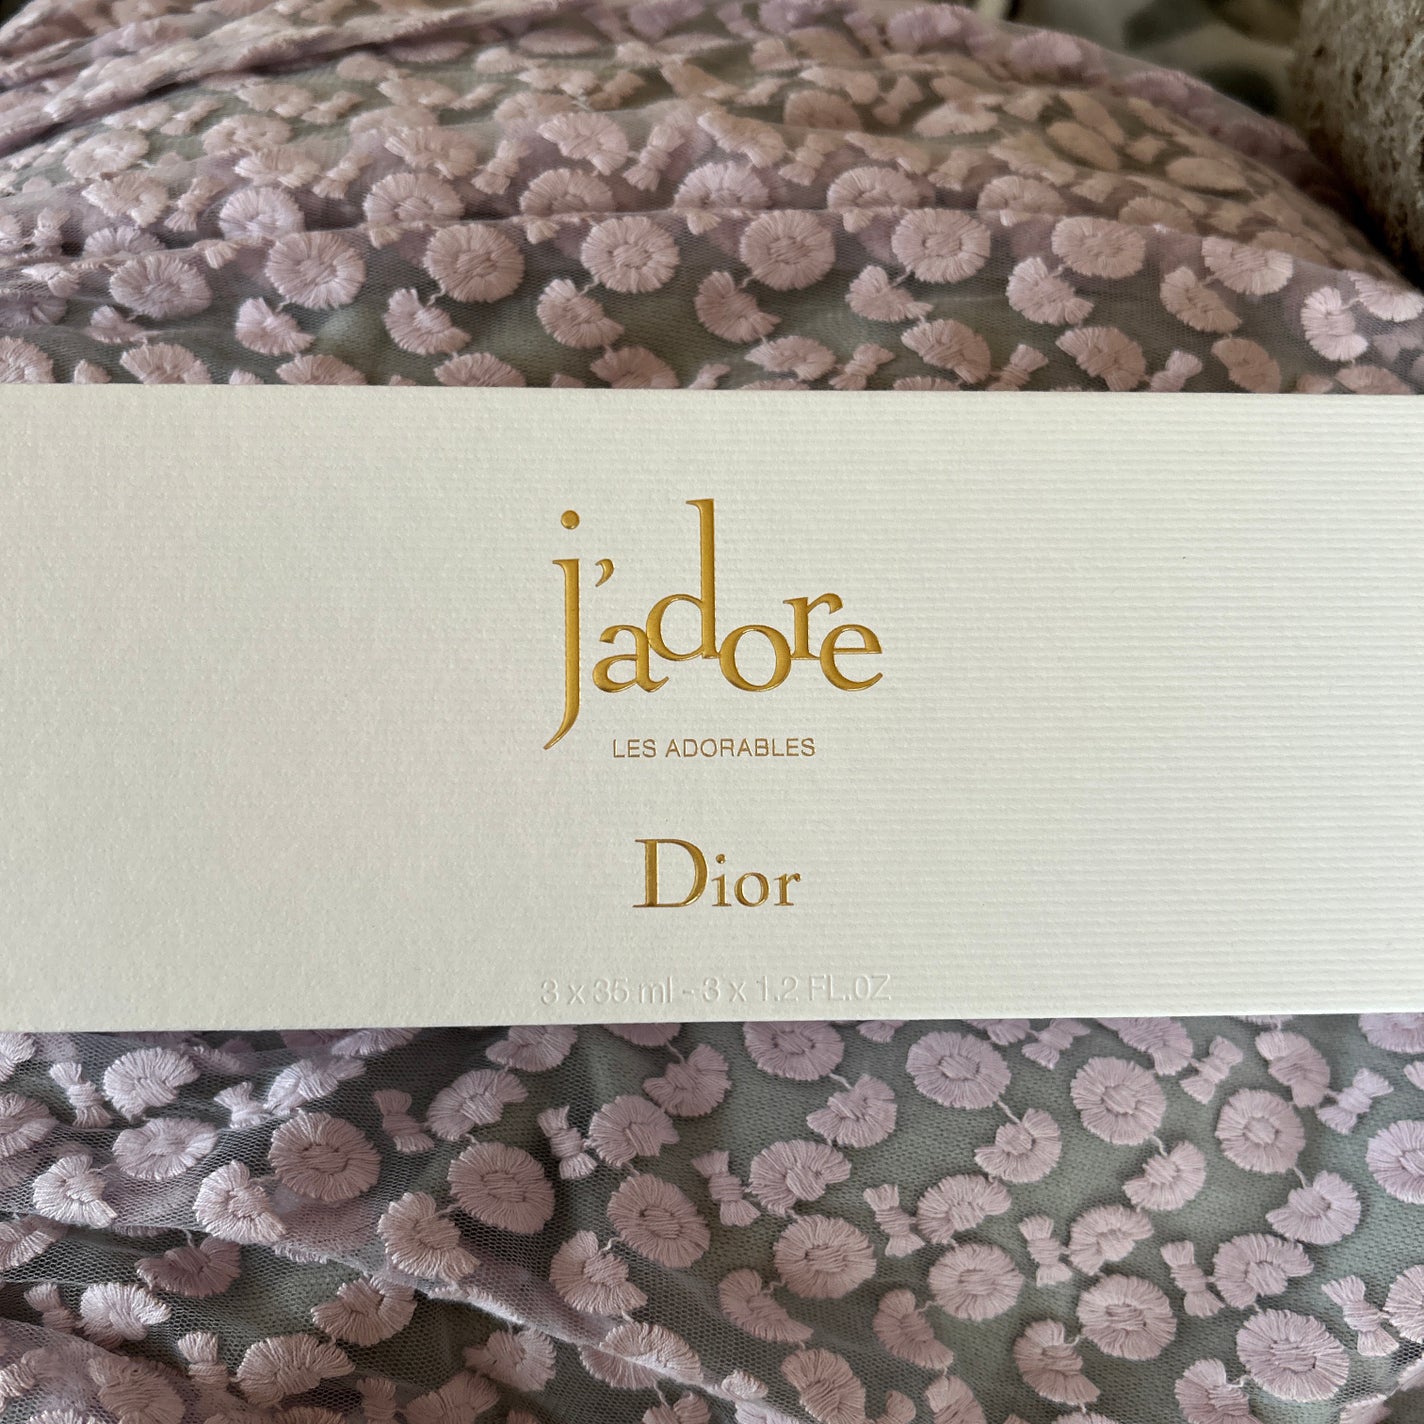 j'adore
LES ADORABLES
Dior
3 x 35 ml - 3 x 1.2 FL.OZ